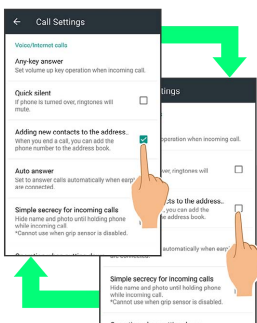 Call Settings
Voice/Internet calls
Any-key answer
Set volume up key operation when incoming call.
Quick silent
If phone is turned over, ringtones will
mute.
Adding new contacts to the address..
When you end a call, you can add the
phone number to the address book.
Auto answer
Set to answer calls automatically when
are connected.
Simple secrecy for incoming calls
Hide name and photo until holding phone
while incoming call.
*Cannot use when grip sensor is disabled.
operation when incoming call.
ringtones will
to the address..
you can add the
address book.
automatically when
are connected.
Simple secrecy for incoming calls
Hide name and photo until holding phone
while incoming call.
*Cannot use when grip sensor is disabled.